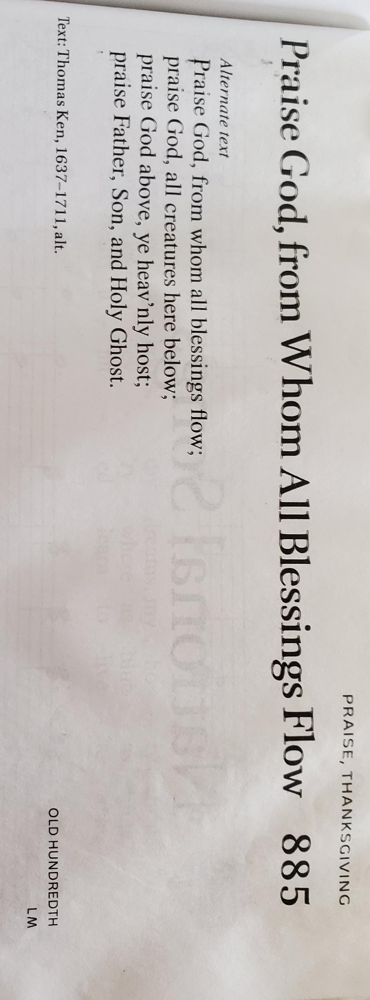 PRAISE, THANKSGIVING
Praise God, from Whom All Blessings Flow 885
Alternate text
Praise God, from whom all blessings flow;
praise God, all creatures here below;
praise God above, ye heav’nly host;
praise Father, Son, and Holy Ghost.
Text: Thomas Ken, 1637–1711, alt.
OLD HUNDREDTH
LM